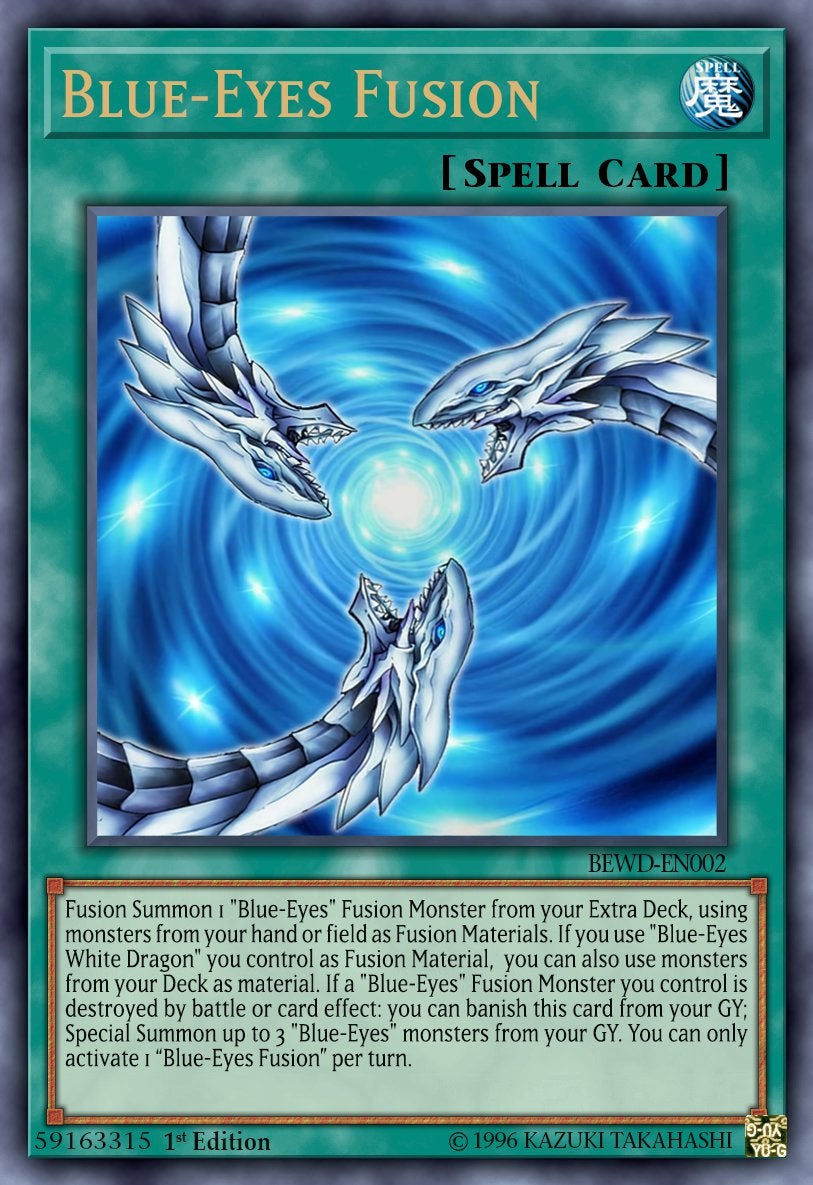 BLUE-EYES FUSION
SPELL
魔
[SPELL CARD]
BEWD-EN002
Fusion Summon 1 "Blue-Eyes" Fusion Monster from your Extra Deck, using
monsters from your hand or field as Fusion Materials. If you use "Blue-Eyes
White Dragon" you control as Fusion Material, you can also use monsters
from your Deck as material. If a "Blue-Eyes" Fusion Monster you control is
destroyed by battle or card effect: you can banish this card from your GY;
Special Summon up to 3 "Blue-Eyes" monsters from your GY. You can only
activate 1 “Blue-Eyes Fusion” per turn.
59163315 1st Edition
© 1996 KAZUKI TAKAHASHI